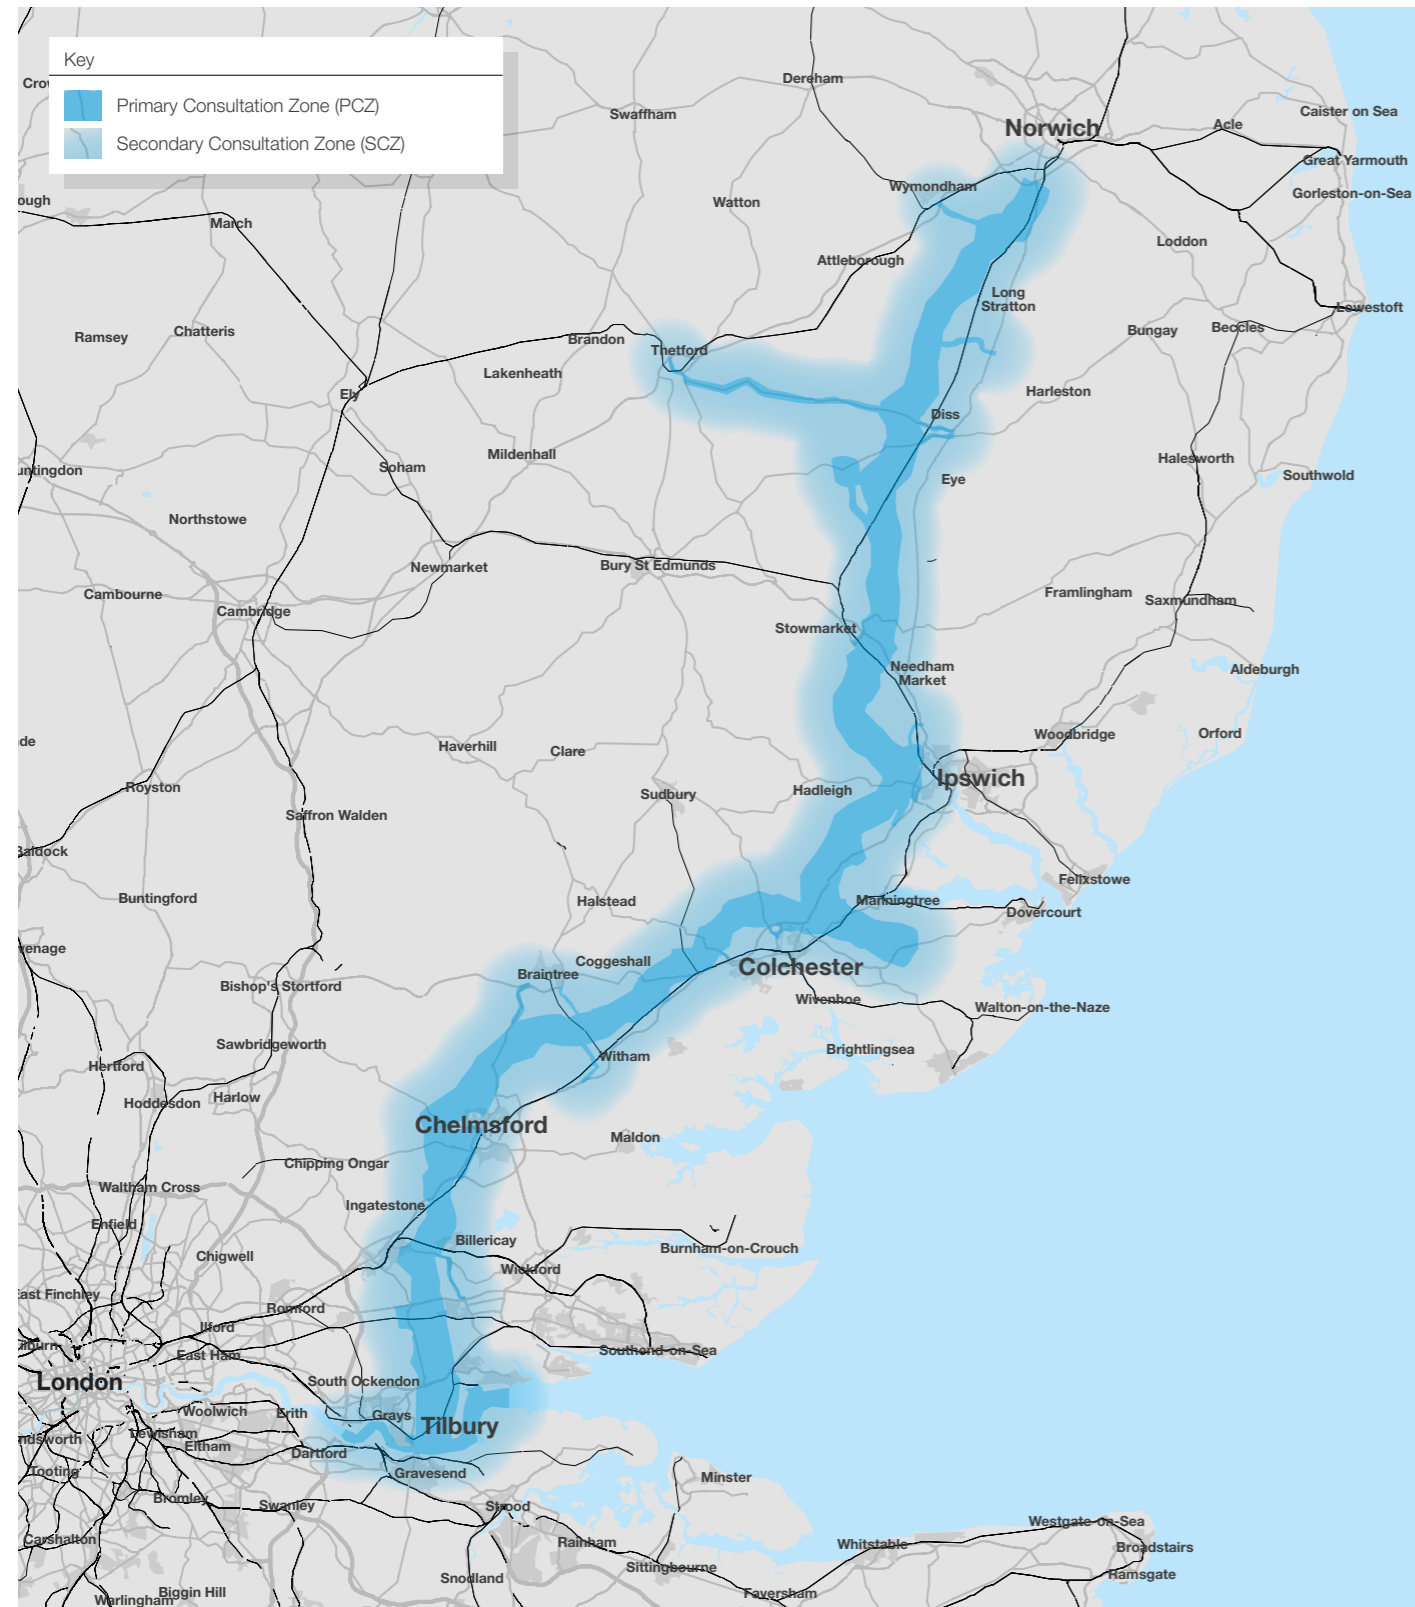 Key
Primary Consultation Zone (PCZ)
Secondary Consultation Zone (SCZ)
Dereham
Swaffham
Norwich
Acle
Caister on Sea
Great Yarmouth
Gorleston-on-Sea
Wymondham
Watton
March
Loddon
Attleborough
Long
Stratton
Lowestoft
Ramsey
Chatteris
Brandon
Thetford
Bungay
Beccles
Lakenheath
Ely
Harleston
Diss
Mildenhall
Soham
Halesworth
Southwold
Eye
Northstowe
Newmarket
Bury St Edmunds
Cambourne
Cambridge
Framlingham
Saxmundham
Stowmarket
Needham
Market
Aldeburgh
de
Haverhill
Clare
Woodbridge
Orford
Royston
Ipswich
Sudbury
Hadleigh
Saffron Walden
Baldock
Buntingford
Halstead
Manningtree
Felixstowe
Dovercourt
venage
Coggeshall
Colchester
Braintree
Bishop's Stortford
Wivenhoe
Walton-on-the-Naze
Sawbridgeworth
Witham
Brightlingsea
Hertford
Hoddesdon
Harlow
Chelmsford
Maldon
Chipping Ongar
Waltham Cross
Ingatestone
Enfield
Billericay
Burnham-on-Crouch
Chigwell
Wickford
East Finchley
Romford
Ilford
East Ham
Southend-on-Sea
London
South Ockendon
Woolwich
Erith
Grays
Tilbury
ndsworth
Lewisham
Eltham
Dartford
Gravesend
Tooting
Minster
Bromley
Swanley
Strood
Carshalton
Rainham
Whitstable
Westgate-on-Sea
Broadstairs
Ramsgate
Sittingbourne
Snodland
Biggin Hill
Warlingham
Faversham